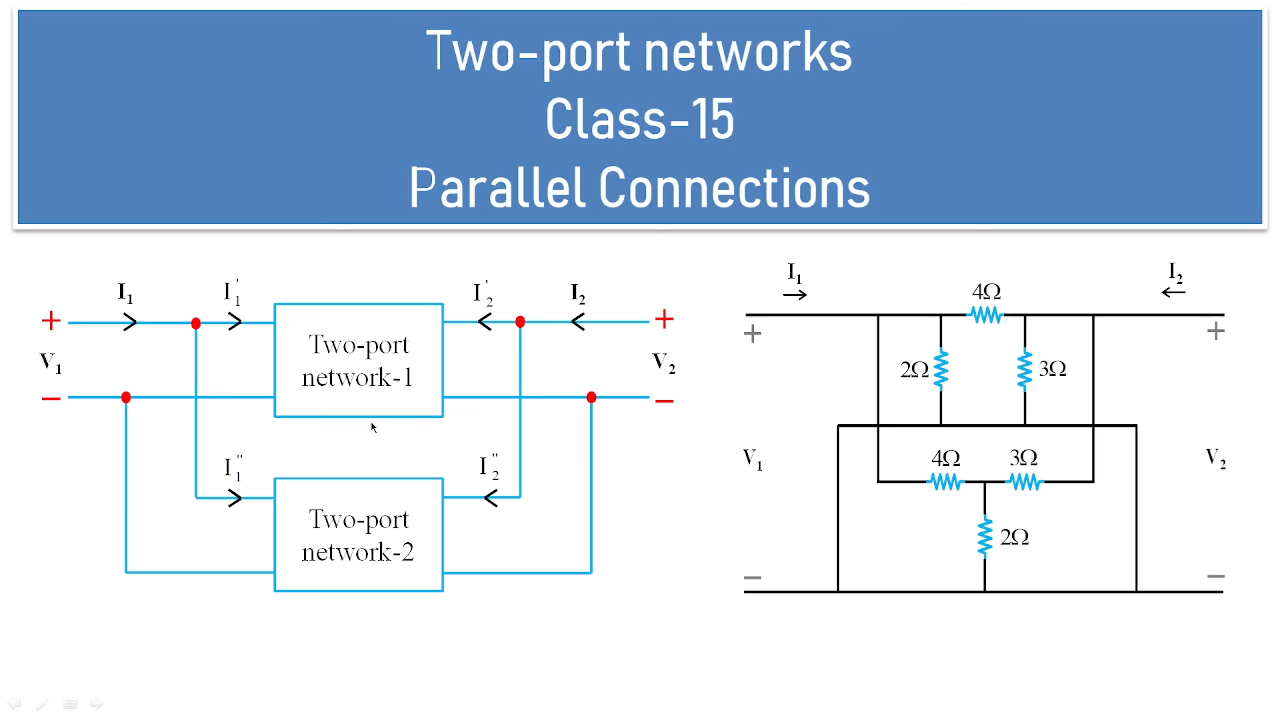 Two-port networks
Class-15
Parallel Connections
I₁ I₁' I₂' I₂
+ +
V₁ V₂
Two-port
network-1
− −
I₁'' I₂''
Two-port
network-2
I₁ I₂
4Ω
+ +
2Ω 3Ω
V₁ 4Ω 3Ω V₂
2Ω
− −